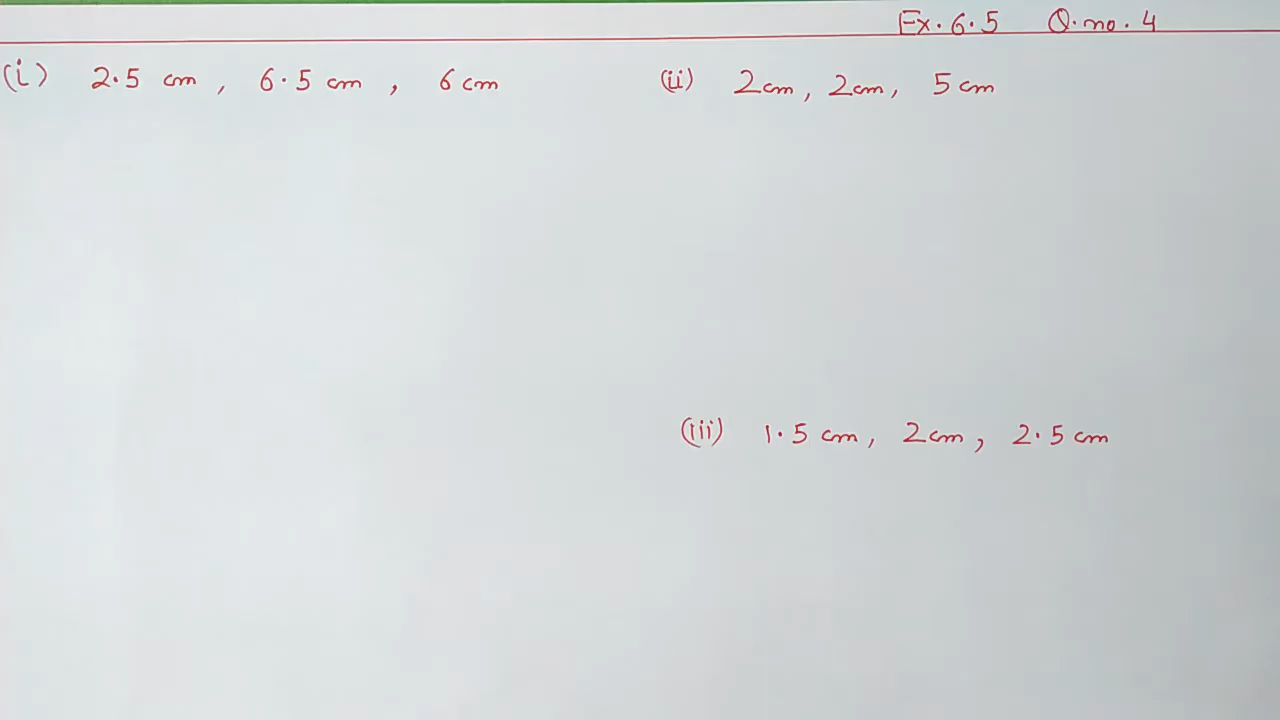 Ex. 6.5 Q.no. 4
(i) 2.5 cm, 6.5 cm, 6 cm
(ii) 2cm, 2cm, 5 cm
(iii) 1.5 cm, 2cm, 2.5 cm